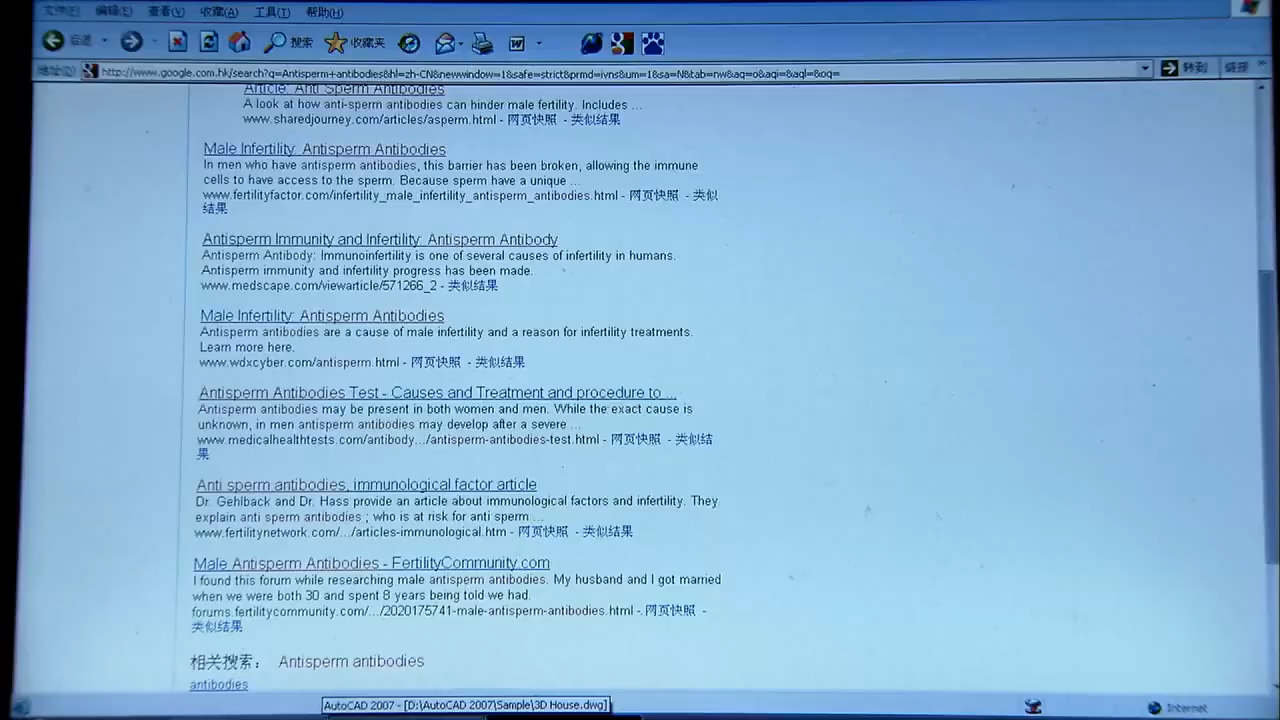 文件(F) 编辑(E) 查看(V) 收藏(A) 工具(T) 帮助(H)
后退 搜索 收藏夹
地址(D) http://www.google.com.hk/search?q=Antisperm+antibodies&hl=zh-CN&newwindow=1&safe=strict&prmd=ivns&um=1&sa=N&tab=nw&aq=o&aqi=&aql=&oq= 转到 链接 »
Article: Anti Sperm Antibodies
A look at how anti-sperm antibodies can hinder male fertility. Includes ...
www.sharedjourney.com/articles/asperm.html - 网页快照 - 类似结果
Male Infertility: Antisperm Antibodies
In men who have antisperm antibodies, this barrier has been broken, allowing the immune
cells to have access to the sperm. Because sperm have a unique ...
www.fertilityfactor.com/infertility_male_infertility_antisperm_antibodies.html - 网页快照 - 类似
结果
Antisperm Immunity and Infertility: Antisperm Antibody
Antisperm Antibody: Immunoinfertility is one of several causes of infertility in humans.
Antisperm immunity and infertility progress has been made.
www.medscape.com/viewarticle/571266_2 - 类似结果
Male Infertility: Antisperm Antibodies
Antisperm antibodies are a cause of male infertility and a reason for infertility treatments.
Learn more here.
www.wdxcyber.com/antisperm.html - 网页快照 - 类似结果
Antisperm Antibodies Test - Causes and Treatment and procedure to ...
Antisperm antibodies may be present in both women and men. While the exact cause is
unknown, in men antisperm antibodies may develop after a severe ...
www.medicalhealthtests.com/antibody.../antisperm-antibodies-test.html - 网页快照 - 类似结
果
Anti sperm antibodies, immunological factor article
Dr. Gehlback and Dr. Hass provide an article about immunological factors and infertility. They
explain anti sperm antibodies ; who is at risk for anti sperm ...
www.fertilitynetwork.com/.../articles-immunological.htm - 网页快照 - 类似结果
Male Antisperm Antibodies - FertilityCommunity.com
I found this forum while researching male antisperm antibodies. My husband and I got married
when we were both 30 and spent 8 years being told we had.
forums.fertilitycommunity.com/.../2020175741-male-antisperm-antibodies.html - 网页快照 -
类似结果
相关搜索： Antisperm antibodies
antibodies
AutoCAD 2007 - [D:\AutoCAD 2007\Sample\3D House.dwg]
Internet